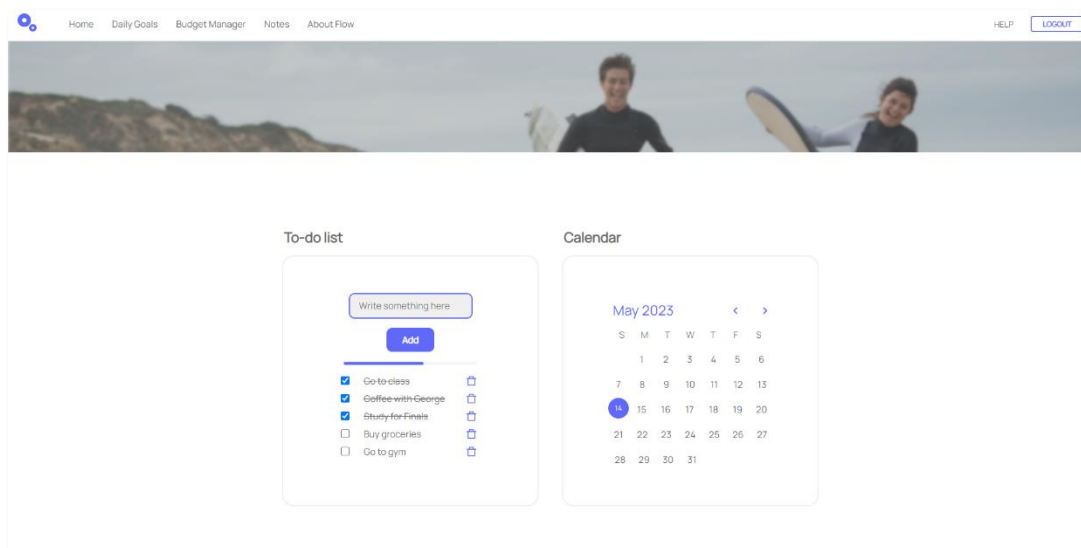 Home Daily Goals Budget Manager Notes About Flow HELP LOGOUT
To-do list
Write something here
Add
Go to class
Coffee with George
Study for Finals
Buy groceries
Go to gym
Calendar
May 2023 < >
S M T W T F S
1 2 3 4 5 6
7 8 9 10 11 12 13
14 15 16 17 18 19 20
21 22 23 24 25 26 27
28 29 30 31